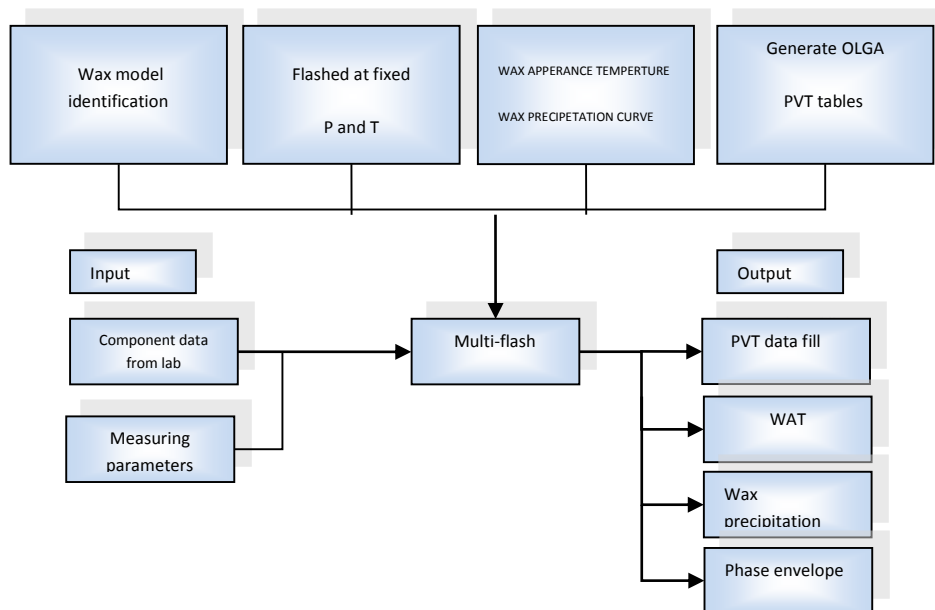 Wax model
identification
Flashed at fixed
P and T
WAX APPERANCE TEMPERTURE
WAX PRECIPETATION CURVE
Generate OLGA
PVT tables
Input
Output
Component data
from lab
Multi-flash
PVT data fill
Measuring
parameters
WAT
Wax
precipitation
Phase envelope